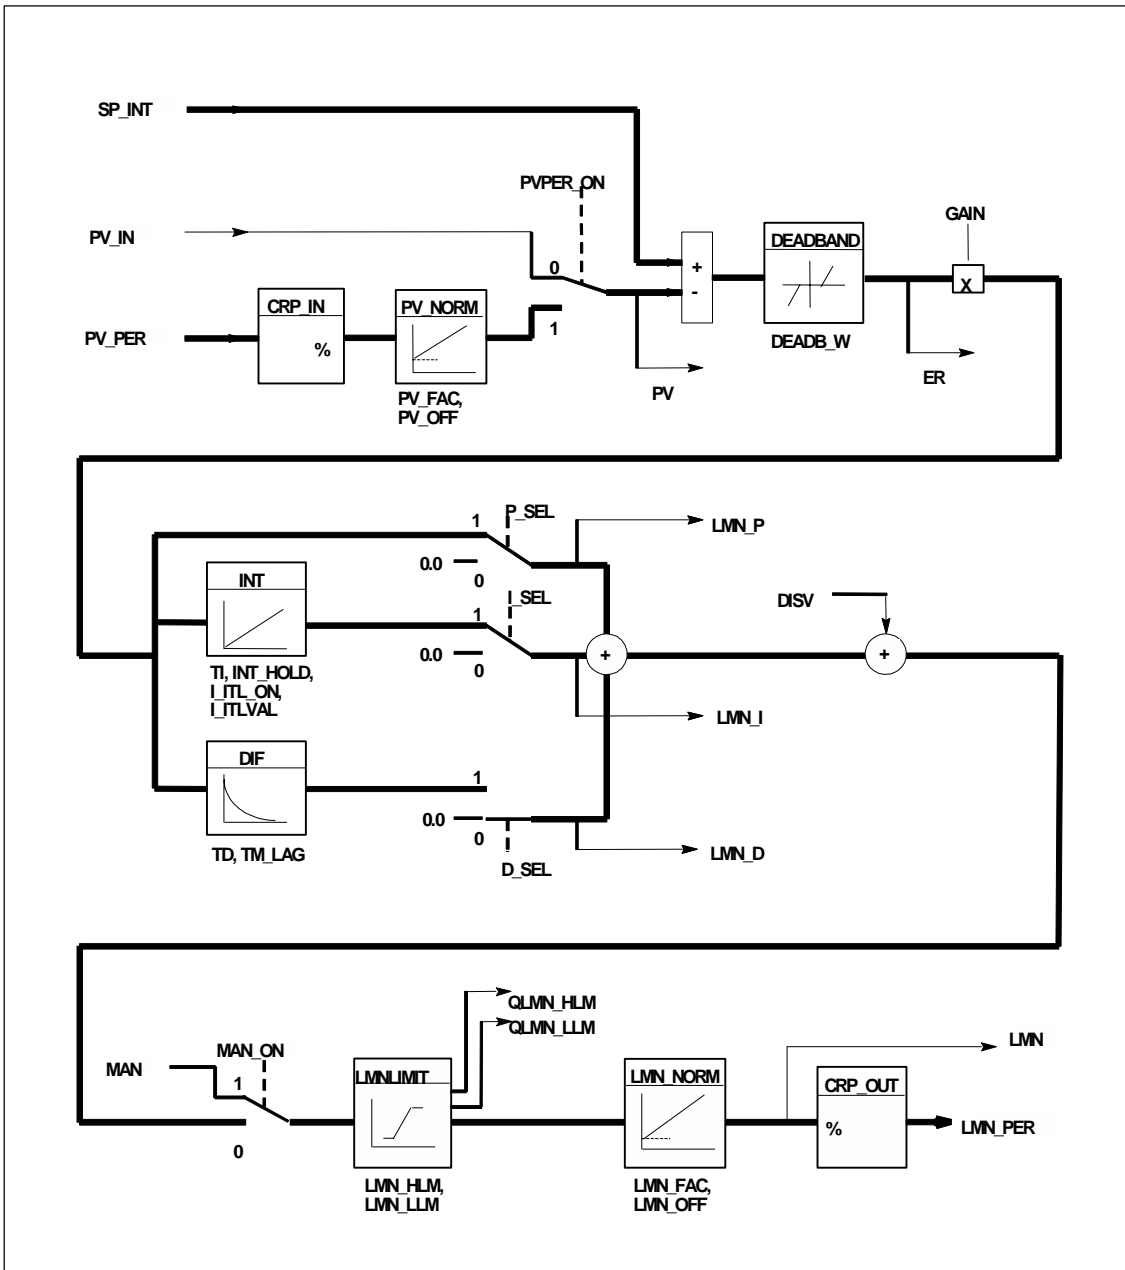 SP_INT
PVPER_ON
GAIN
PV_IN
DEADBAND
+
0
-
X
CRP_IN
PV_NORM
1
PV_PER
%
DEADB_W
ER
PV
PV_FAC,
PV_OFF
P_SEL
1
LMN_P
0.0
0
INT
I_SEL
1
DISV
0.0
+
+
0
TI, INT_HOLD,
I_ITL_ON,
I_ITLVAL
LMN_I
DIF
1
0.0
0
TD, TM_LAG
D_SEL
LMN_D
QLMN_HLM
QLMN_LLM
LMN
MAN_ON
MAN
LMNLIMIT
LMN_NORM
CRP_OUT
1
%
LMN_PER
0
LMN_HLM,
LMN_LLM
LMN_FAC,
LMN_OFF